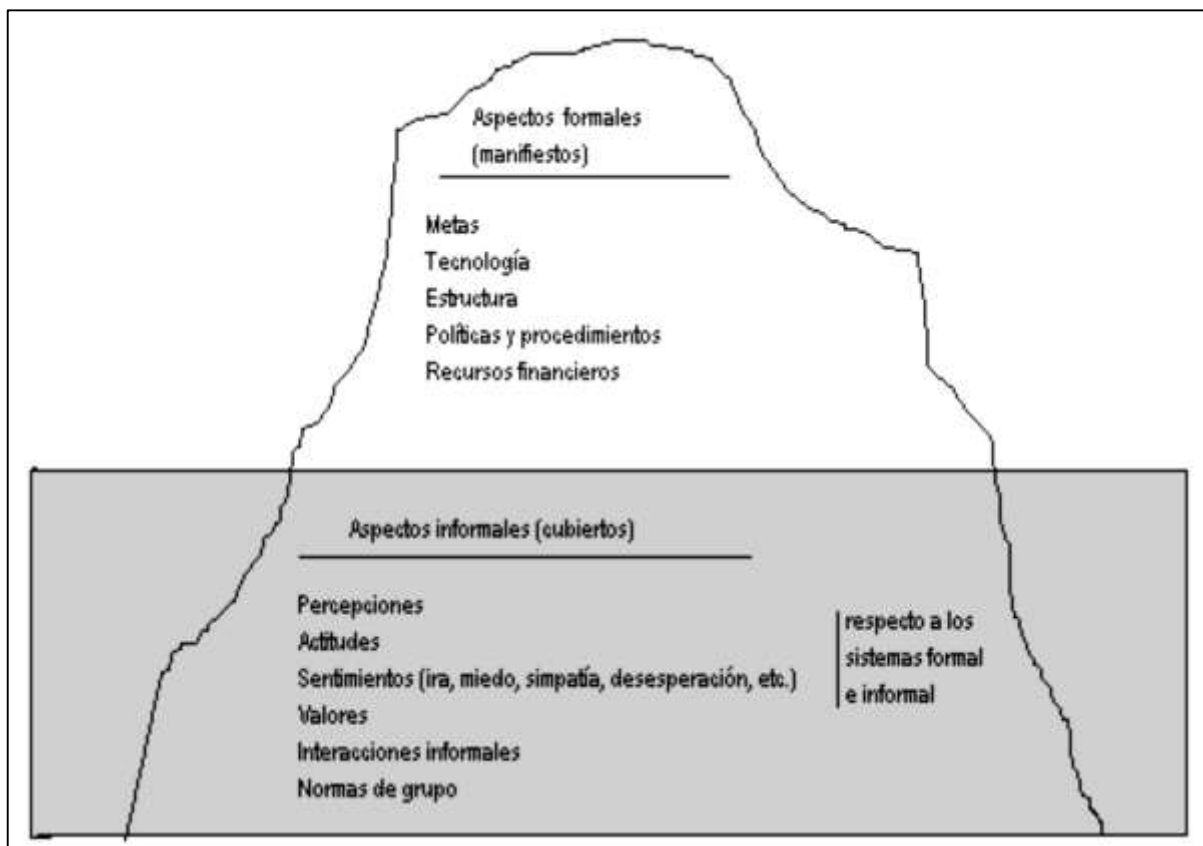 Aspectos formales
(manifiestos)
Metas
Tecnología
Estructura
Políticas y procedimientos
Recursos financieros
Aspectos informales (cubiertos)
Percepciones
Actitudes
Sentimientos (ira, miedo, simpatía, desesperación, etc.)
Valores
Interacciones informales
Normas de grupo
respecto a los
sistemas formal
e informal